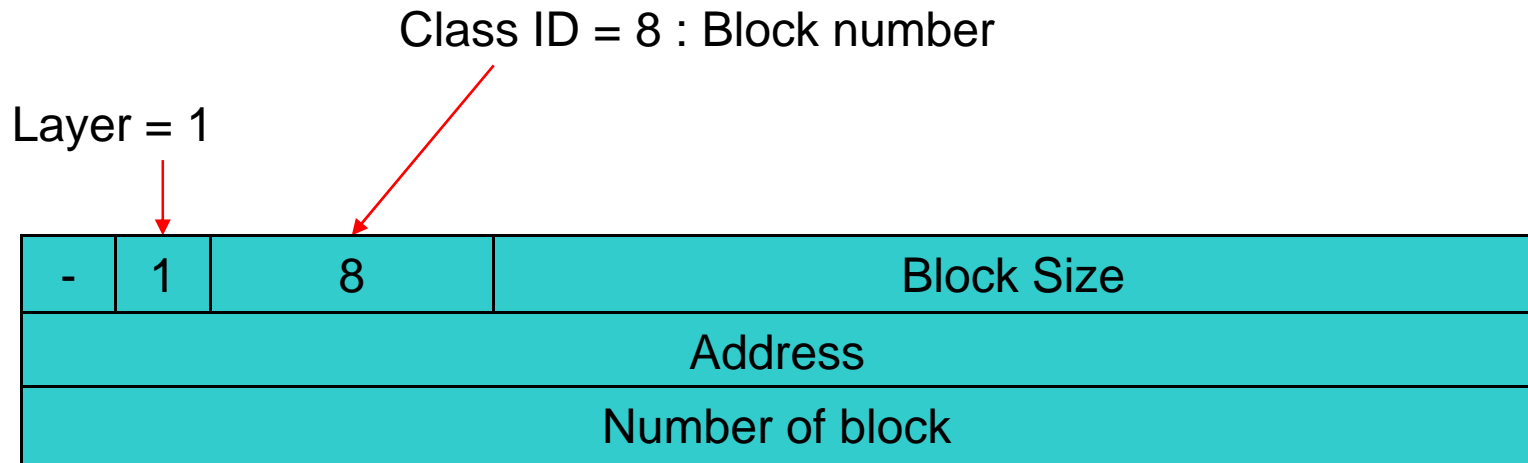 Class ID = 8 : Block number
Layer = 1
- 1 8 Block Size
Address
Number of block